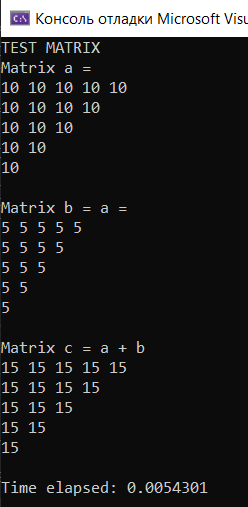 Консоль отладки Microsoft Visu
TEST MATRIX
Matrix a =
10 10 10 10 10
10 10 10 10
10 10 10
10 10
10
Matrix b = a =
5 5 5 5 5
5 5 5 5
5 5 5
5 5
5
Matrix c = a + b
15 15 15 15 15
15 15 15 15
15 15 15
15 15
15
Time elapsed: 0.0054301